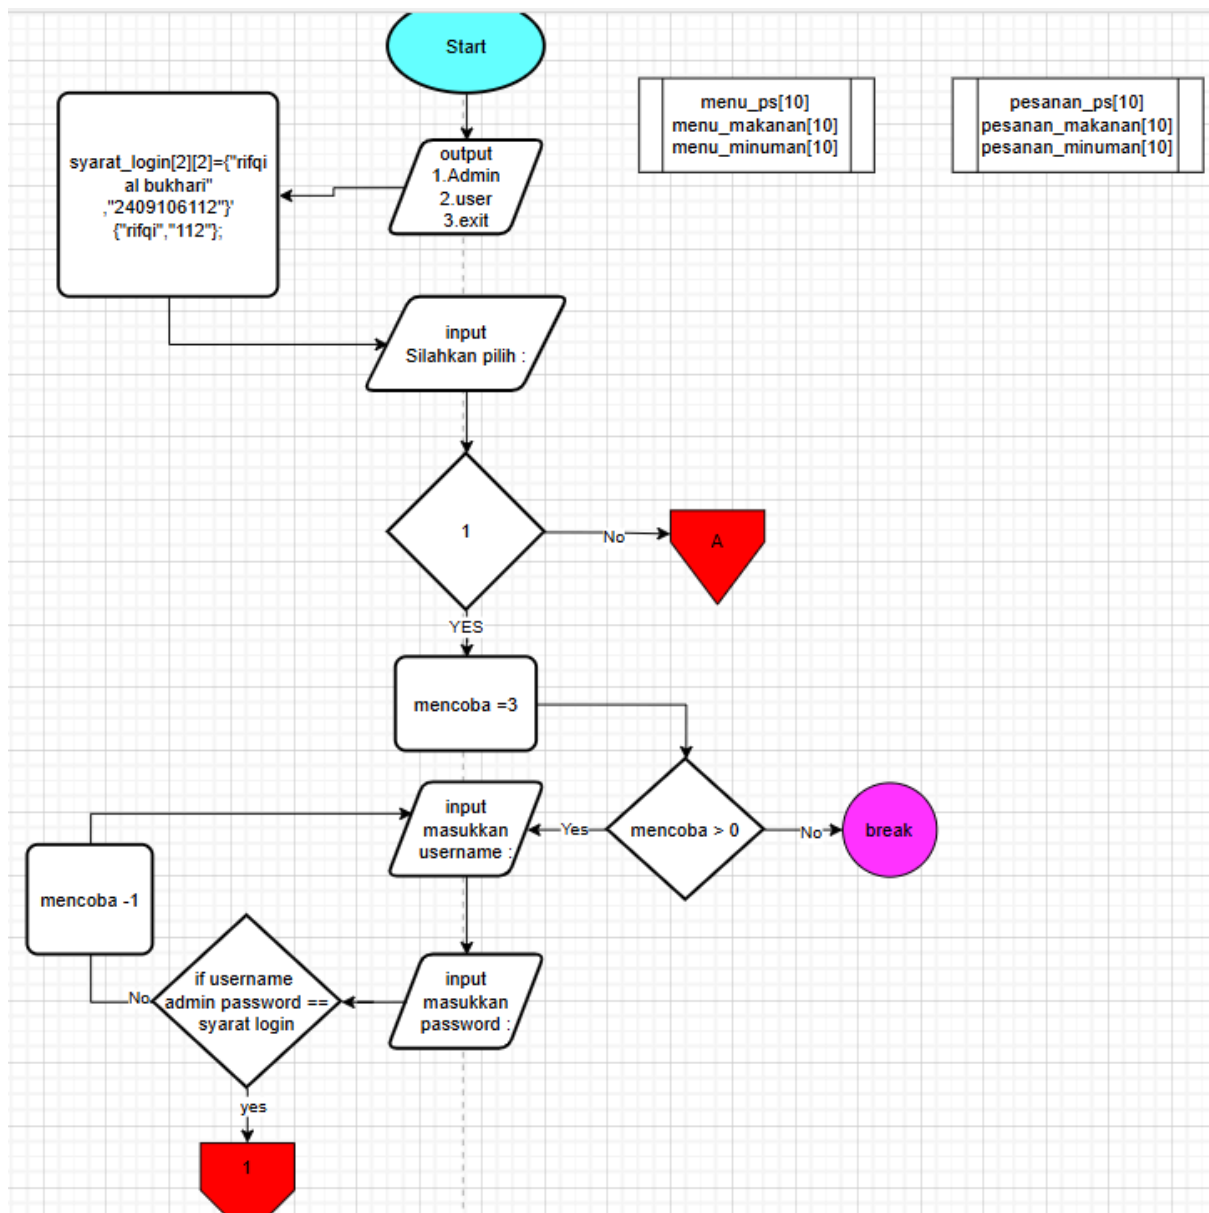 Start
menu_ps[10]
menu_makanan[10]
menu_minuman[10]
pesanan_ps[10]
pesanan_makanan[10]
pesanan_minuman[10]
output
1.Admin
2.user
3.exit
syarat_login[2][2]={"rifqi
al bukhari"
,"2409106112"}'
{"rifqi","112"};
input
Silahkan pilih :
1
No
A
YES
mencoba =3
mencoba > 0
Yes
No
break
input
masukkan
username :
mencoba -1
input
masukkan
password :
if username
admin password ==
syarat login
No
yes
1